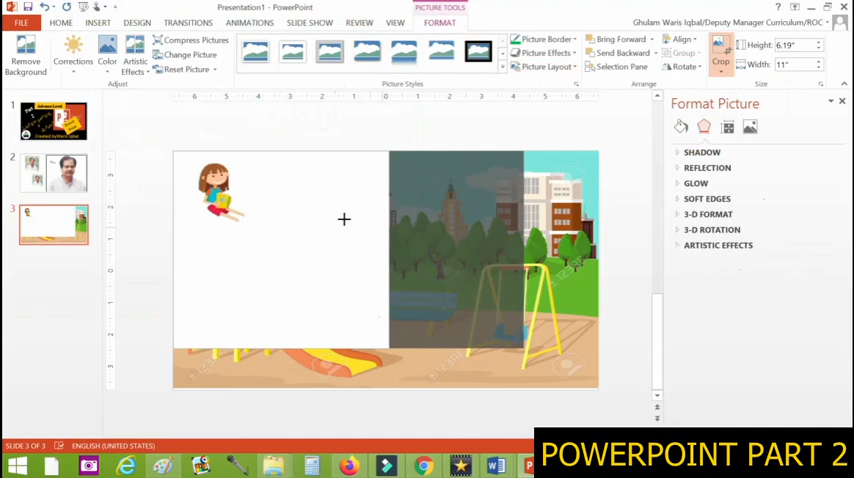 Presentation1 - PowerPoint
PICTURE TOOLS
FILE HOME INSERT DESIGN TRANSITIONS ANIMATIONS SLIDE SHOW REVIEW VIEW FORMAT
Ghulam Waris Iqbal/Deputy Manager Curriculum/ROC
Remove Background
Corrections
Color
Artistic Effects
Compress Pictures
Change Picture
Reset Picture
Picture Border
Picture Effects
Picture Layout
Bring Forward
Send Backward
Selection Pane
Align
Group
Rotate
Crop
Height: 6.19"
Width: 11"
Adjust
Picture Styles
Arrange
Size
Format Picture
SHADOW
REFLECTION
GLOW
SOFT EDGES
3-D FORMAT
3-D ROTATION
ARTISTIC EFFECTS
1
2
3
SLIDE 3 OF 3
ENGLISH (UNITED STATES)
POWERPOINT PART 2